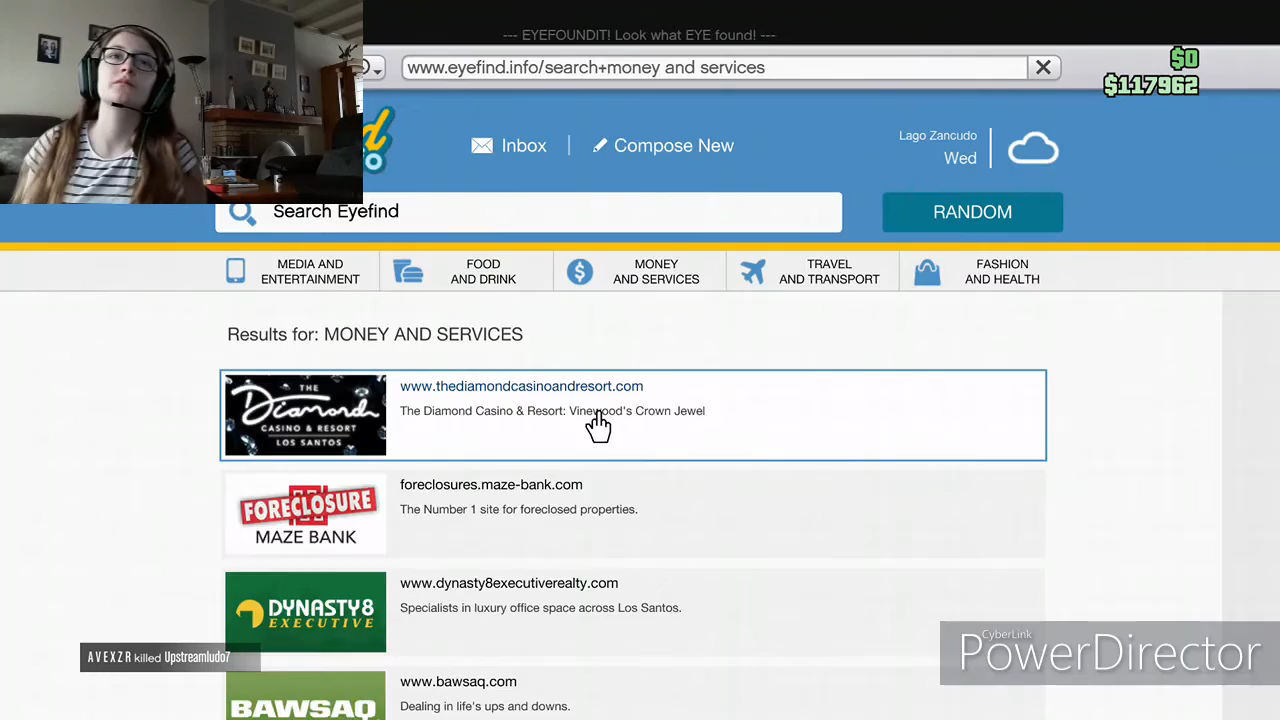 --- EYEFOUNDIT! Look what EYE found! ---
www.eyefind.info/search+money and services
$0
$117962
Inbox
Compose New
Lago Zancudo
Wed
Search Eyefind
RANDOM
MEDIA AND
ENTERTAINMENT
FOOD
AND DRINK
MONEY
AND SERVICES
TRAVEL
AND TRANSPORT
FASHION
AND HEALTH
Results for: MONEY AND SERVICES
THE
Diamond
CASINO & RESORT
LOS SANTOS
www.thediamondcasinoandresort.com
The Diamond Casino & Resort: Vinewood's Crown Jewel
FORECLOSURE
MAZE BANK
foreclosures.maze-bank.com
The Number 1 site for foreclosed properties.
DYNASTY8
EXECUTIVE
www.dynasty8executiverealty.com
Specialists in luxury office space across Los Santos.
AVEXZR killed Upstreamludo7
CyberLink
PowerDirector
BAWSAQ
www.bawsaq.com
Dealing in life's ups and downs.